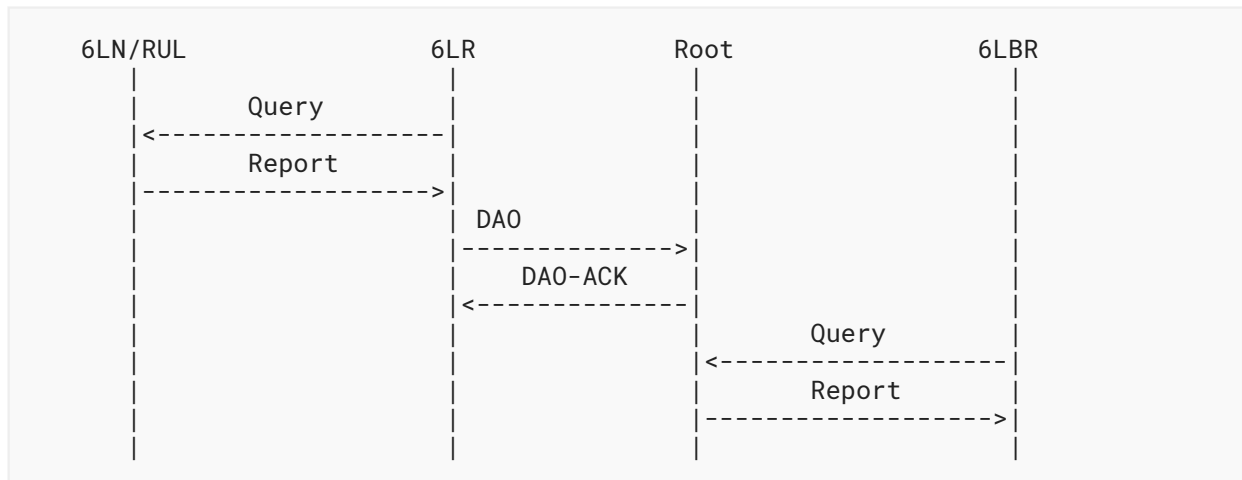 6LN/RUL 6LR Root 6LBR
Query
<-------------------
Report
------------------->
DAO
-------------->
DAO-ACK
<--------------
Query
<-------------------
Report
------------------->